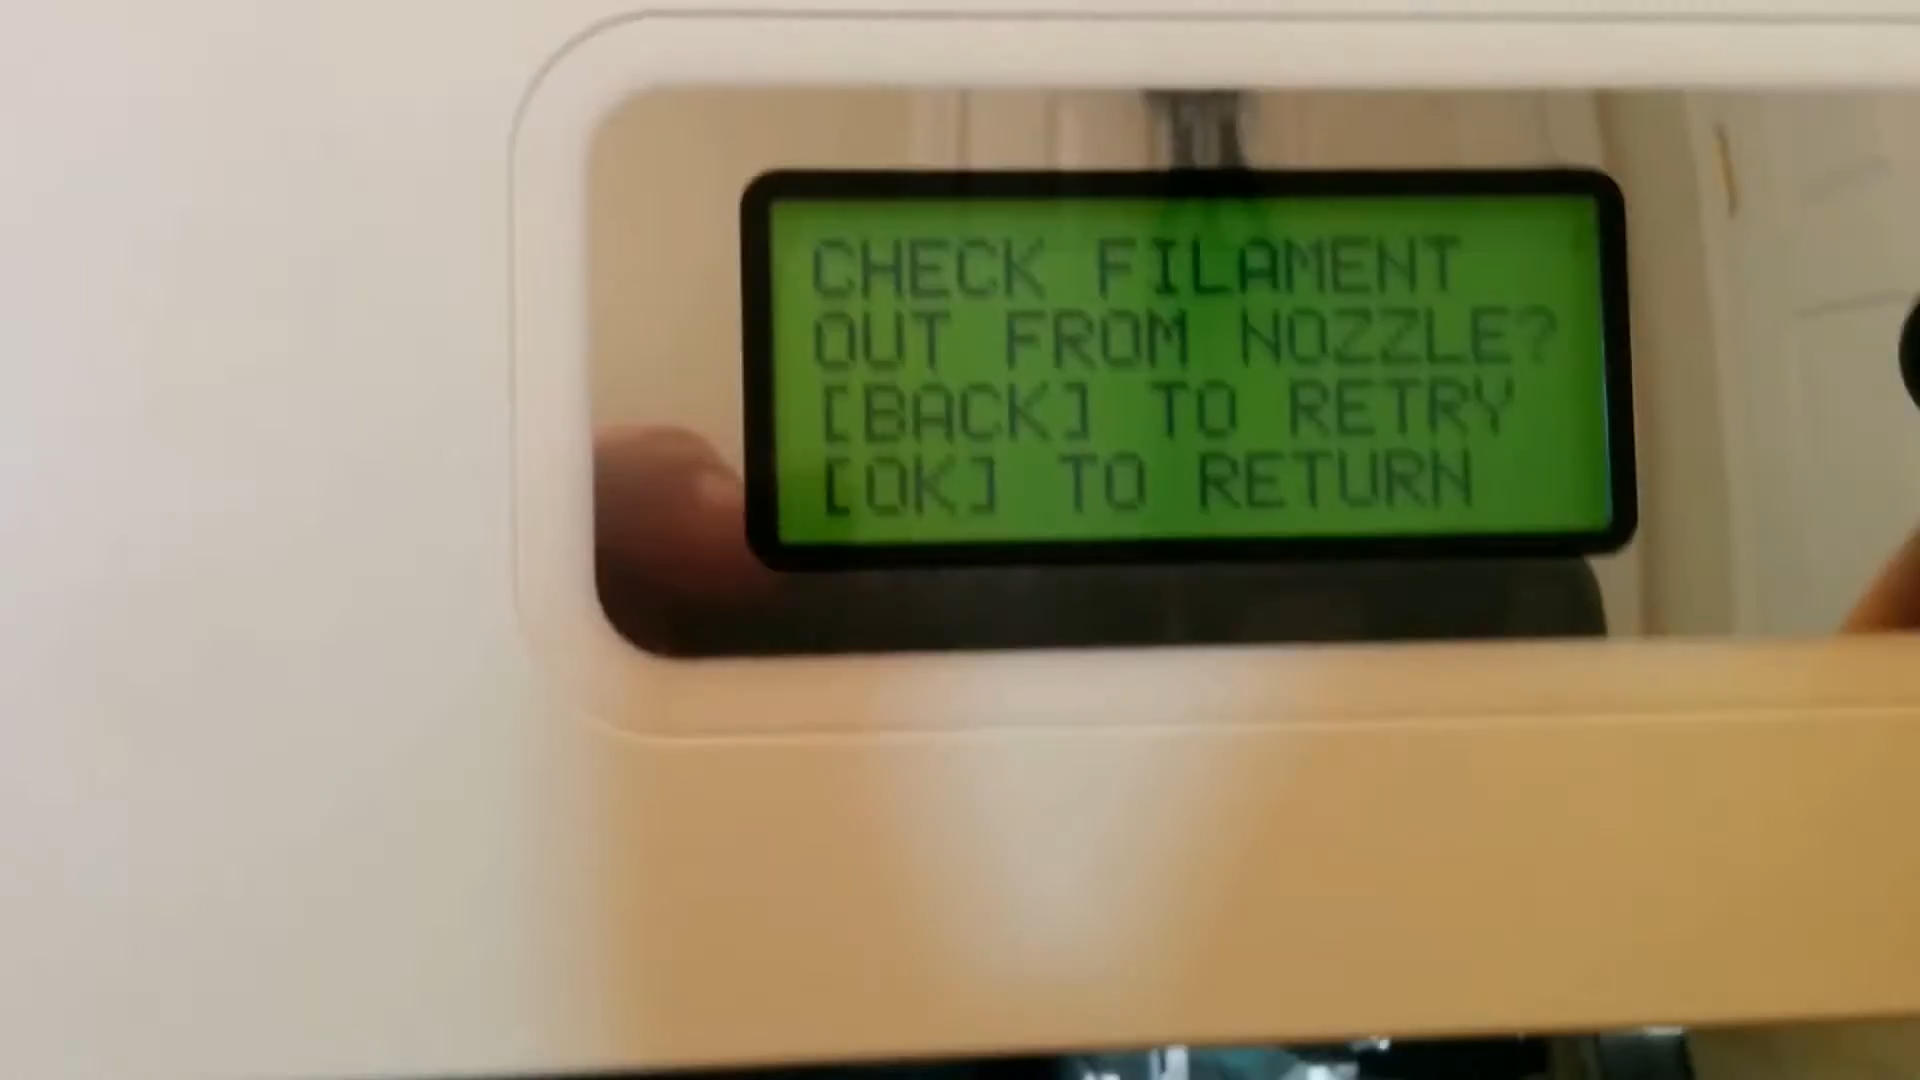 CHECK FILAMENT
OUT FROM NOZZLE?
[BACK] TO RETRY
[OK] TO RETURN